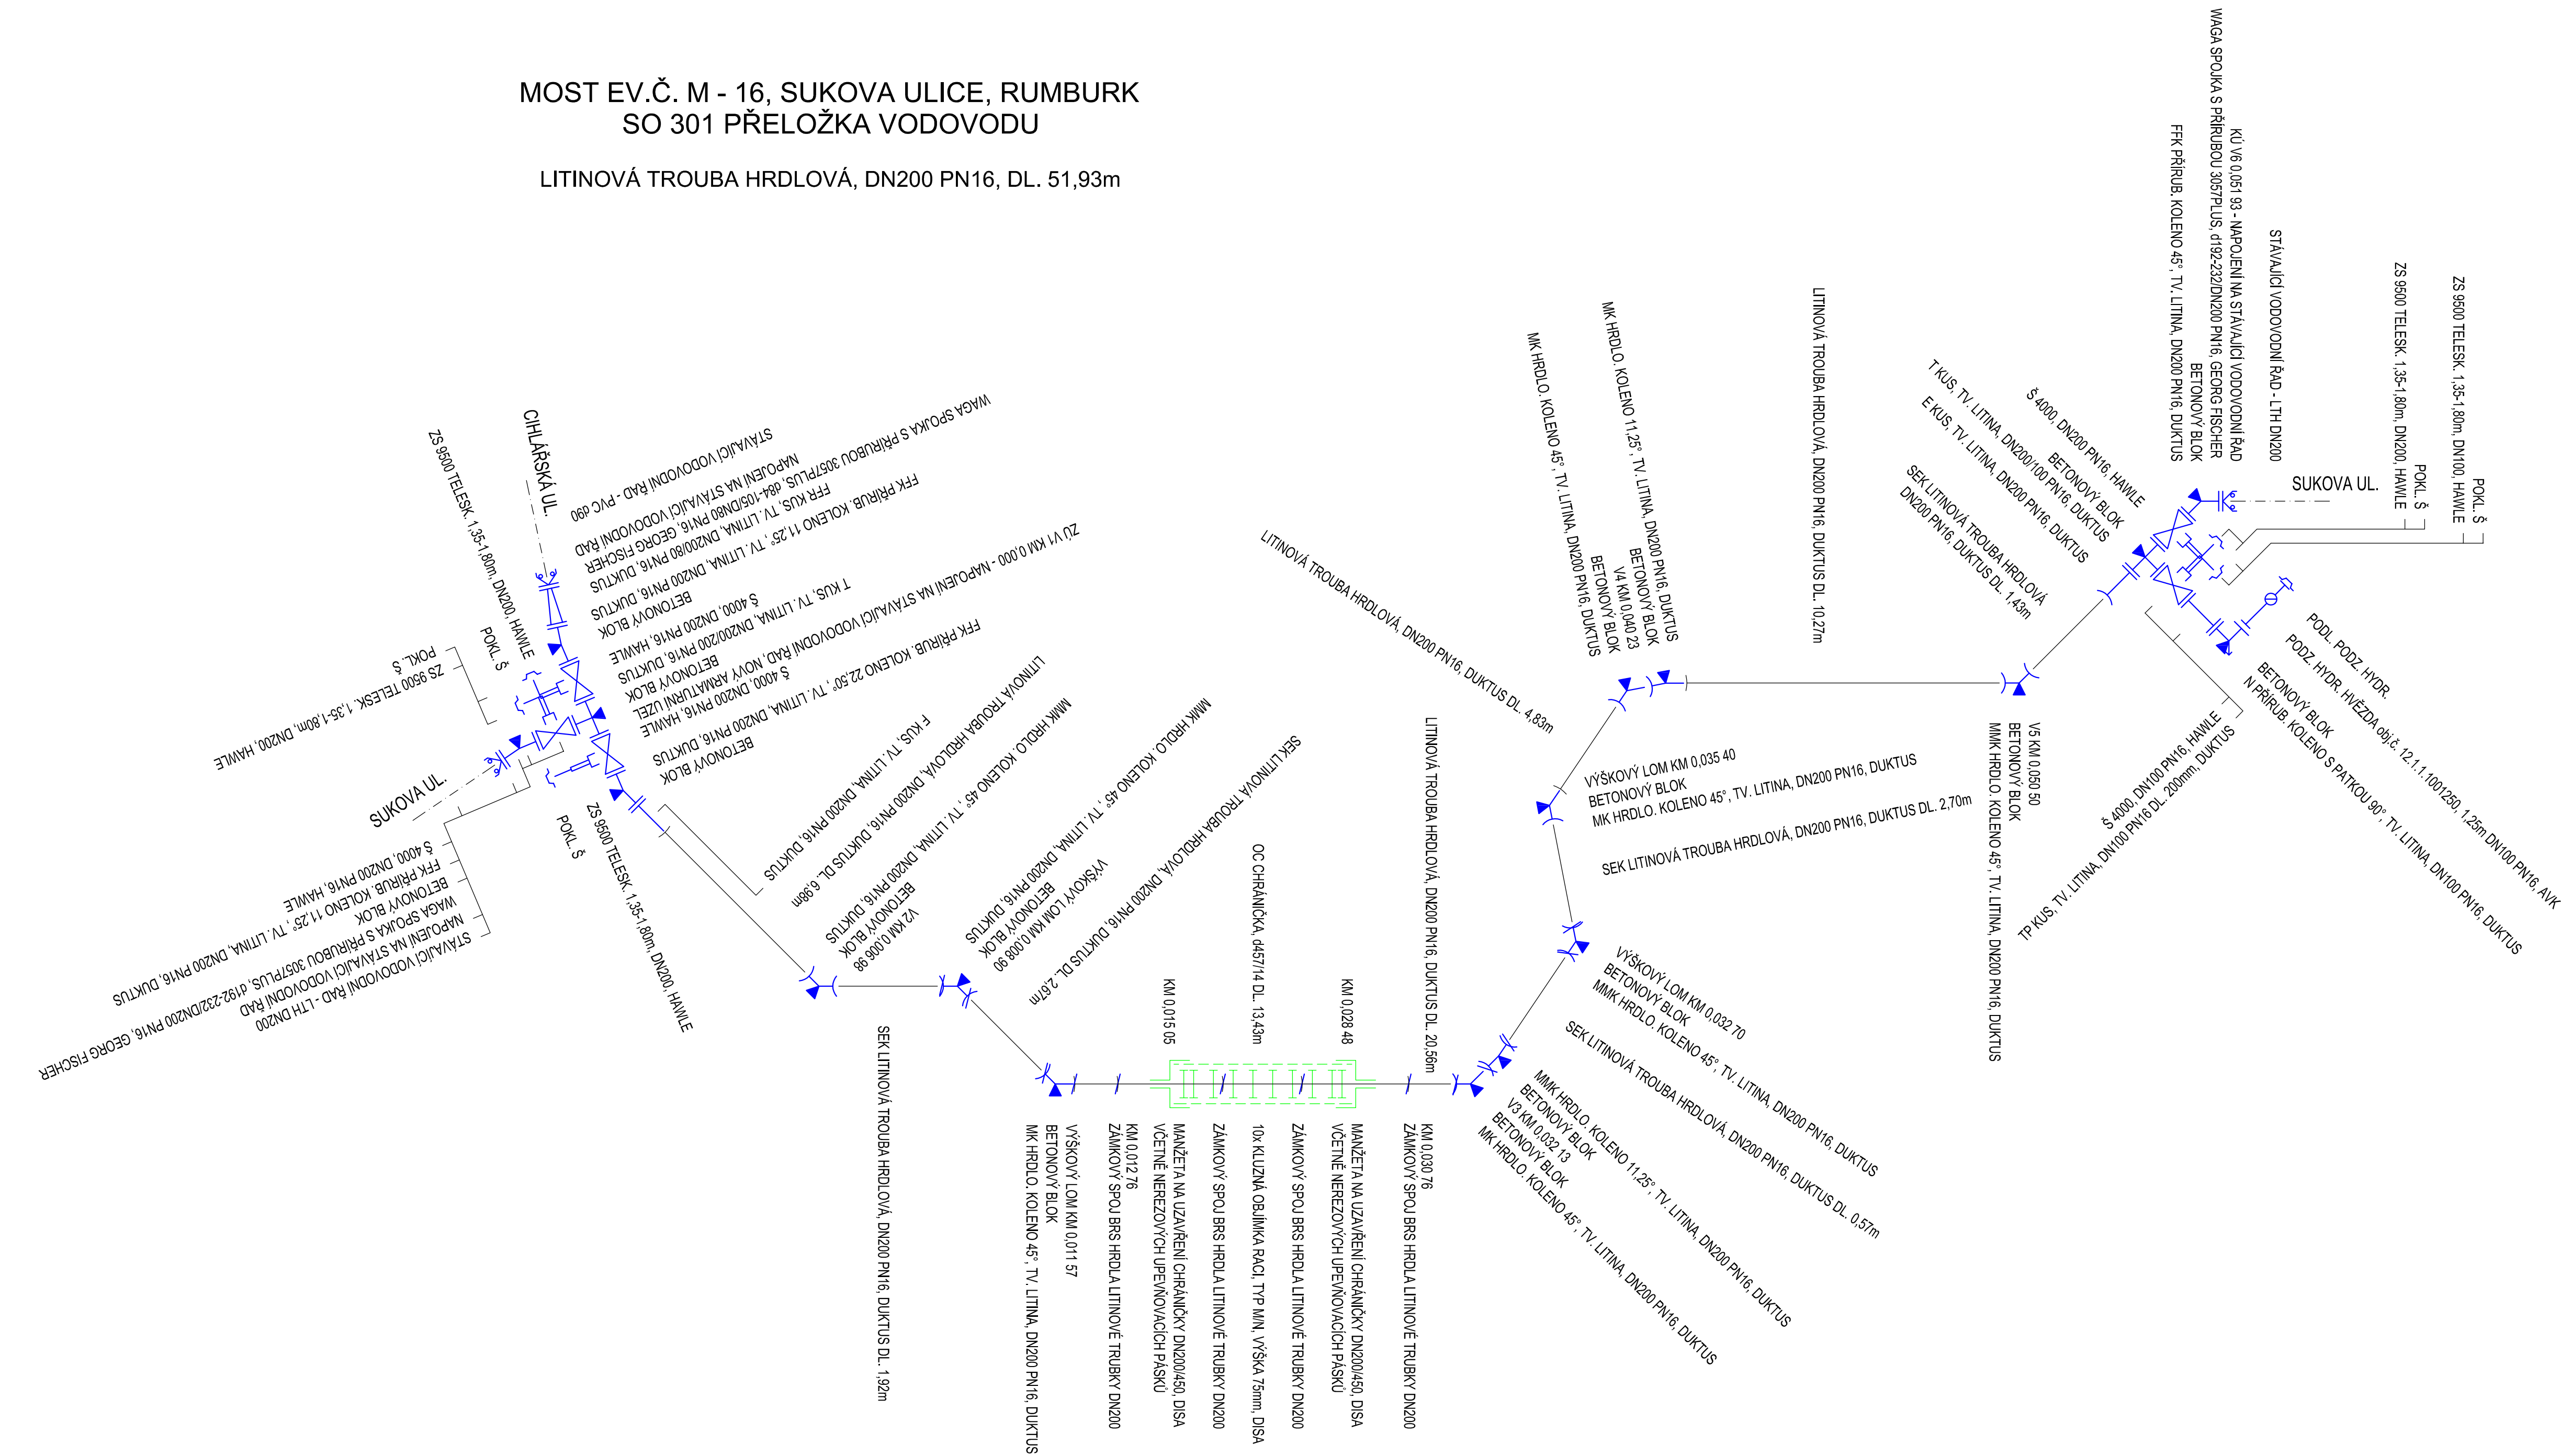 MOST EV.Č. M - 16, SUKOVA ULICE, RUMBURK
SO 301 PŘELOŽKA VODOVODU
LITINOVÁ TROUBA HRDLOVÁ, DN200 PN16, DL. 51,93m
CIHLÁŘSKÁ UL.
ZS 9500 TELESK. 1,35-1,80m, DN200, HAWLE
POKL. Š
POKL. Š
ZS 9500 TELESK. 1,35-1,80m, DN200, HAWLE
SUKOVA UL.
STÁVAJÍCÍ VODOVODNÍ ŘAD - PVC d90
NAPOJENÍ NA STÁVAJÍCÍ VODOVODNÍ ŘAD
WAGA SPOJKA S PŘÍRUBOU 3057PLUS, d84-105/DN80 PN16, GEORG FISCHER
FFR KUS, TV. LITINA, DN200/80 PN16, DUKTUS
FFK PŘÍRUB. KOLENO 11,25°, TV. LITINA, DN200 PN16, DUKTUS
BETONOVÝ BLOK
Š 4000, DN200 PN16, HAWLE
T KUS, TV. LITINA, DN200/200 PN16, DUKTUS
BETONOVÝ BLOK
ZÚ V1 KM 0,000 - NAPOJENÍ NA STÁVAJÍCÍ VODOVODNÍ ŘAD, NOVÝ ARMATURNÍ UZEL
Š 4000, DN200 PN16, HAWLE
FFK PŘÍRUB. KOLENO 22,50°, TV. LITINA, DN200 PN16, DUKTUS
BETONOVÝ BLOK
Š 4000, DN200 PN16, HAWLE
FFK PŘÍRUB. KOLENO 11,25°, TV. LITINA, DN200 PN16, DUKTUS
BETONOVÝ BLOK
WAGA SPOJKA S PŘÍRUBOU 3057PLUS, d192-232/DN200 PN16, GEORG FISCHER
NAPOJENÍ NA STÁVAJÍCÍ VODOVODNÍ ŘAD
STÁVAJÍCÍ VODOVODNÍ ŘAD - LTH DN200
POKL. Š
ZS 9500 TELESK. 1,35-1,80m, DN200, HAWLE
F KUS, TV. LITINA, DN200 PN16, DUKTUS
LITINOVÁ TROUBA HRDLOVÁ, DN200 PN16, DUKTUS DL. 6,98m
MMK HRDLO. KOLENO 45°, TV. LITINA, DN200 PN16, DUKTUS
BETONOVÝ BLOK
V2 KM 0,006 98
SEK LITINOVÁ TROUBA HRDLOVÁ, DN200 PN16, DUKTUS DL. 1,92m
MMK HRDLO. KOLENO 45°, TV. LITINA, DN200 PN16, DUKTUS
BETONOVÝ BLOK
VÝŠKOVÝ LOM KM 0,008 90
SEK LITINOVÁ TROUBA HRDLOVÁ, DN200 PN16, DUKTUS DL. 2,67m
VÝŠKOVÝ LOM KM 0,011 57
BETONOVÝ BLOK
MK HRDLO. KOLENO 45°, TV. LITINA, DN200 PN16, DUKTUS
KM 0,012 76
ZÁMKOVÝ SPOJ BRS HRDLA LITINOVÉ TRUBKY DN200
KM 0,015 05
MANŽETA NA UZAVŘENÍ CHRÁNIČKY DN200/450, DISA
VČETNĚ NEREZOVÝCH UPEVŇOVACÍCH PÁSKŮ
ZÁMKOVÝ SPOJ BRS HRDLA LITINOVÉ TRUBKY DN200
OC CHRÁNIČKA, d457/14 DL. 13,43m
10x KLUZNÁ OBJÍMKA RACI, TYP M/N, VÝŠKA 75mm, DISA
ZÁMKOVÝ SPOJ BRS HRDLA LITINOVÉ TRUBKY DN200
KM 0,028 48
MANŽETA NA UZAVŘENÍ CHRÁNIČKY DN200/450, DISA
VČETNĚ NEREZOVÝCH UPEVŇOVACÍCH PÁSKŮ
LITINOVÁ TROUBA HRDLOVÁ, DN200 PN16, DUKTUS DL. 20,56m
KM 0,030 76
ZÁMKOVÝ SPOJ BRS HRDLA LITINOVÉ TRUBKY DN200
MMK HRDLO. KOLENO 11,25°, TV. LITINA, DN200 PN16, DUKTUS
BETONOVÝ BLOK
V3 KM 0,032 13
BETONOVÝ BLOK
MK HRDLO. KOLENO 45°, TV. LITINA, DN200 PN16, DUKTUS
SEK LITINOVÁ TROUBA HRDLOVÁ, DN200 PN16, DUKTUS DL. 0,57m
VÝŠKOVÝ LOM KM 0,032 70
BETONOVÝ BLOK
MMK HRDLO. KOLENO 45°, TV. LITINA, DN200 PN16, DUKTUS
SEK LITINOVÁ TROUBA HRDLOVÁ, DN200 PN16, DUKTUS DL. 2,70m
VÝŠKOVÝ LOM KM 0,035 40
BETONOVÝ BLOK
MK HRDLO. KOLENO 45°, TV. LITINA, DN200 PN16, DUKTUS
LITINOVÁ TROUBA HRDLOVÁ, DN200 PN16, DUKTUS DL. 4,83m
MK HRDLO. KOLENO 11,25°, TV. LITINA, DN200 PN16, DUKTUS
BETONOVÝ BLOK
V4 KM 0,040 23
BETONOVÝ BLOK
MK HRDLO. KOLENO 45°, TV. LITINA, DN200 PN16, DUKTUS
LITINOVÁ TROUBA HRDLOVÁ, DN200 PN16, DUKTUS DL. 10,27m
V5 KM 0,050 50
BETONOVÝ BLOK
MMK HRDLO. KOLENO 45°, TV. LITINA, DN200 PN16, DUKTUS
SEK LITINOVÁ TROUBA HRDLOVÁ
DN200 PN16, DUKTUS DL. 1,43m
E KUS, TV. LITINA, DN200 PN16, DUKTUS
T KUS, TV. LITINA, DN200/100 PN16, DUKTUS
BETONOVÝ BLOK
Š 4000, DN200 PN16, HAWLE
FFK PŘÍRUB. KOLENO 45°, TV. LITINA, DN200 PN16, DUKTUS
BETONOVÝ BLOK
WAGA SPOJKA S PŘÍRUBOU 3057PLUS, d192-232/DN200 PN16, GEORG FISCHER
KÚ V6 0,051 93 - NAPOJENÍ NA STÁVAJÍCÍ VODOVODNÍ ŘAD
STÁVAJÍCÍ VODOVODNÍ ŘAD - LTH DN200
SUKOVA UL.
POKL. Š
ZS 9500 TELESK. 1,35-1,80m, DN200, HAWLE
POKL. Š
ZS 9500 TELESK. 1,35-1,80m, DN100, HAWLE
PODL. PODZ. HYDR.
PODZ. HYDR. HVĚZDA obj.č. 12.1.1.1001250, 1,25m DN100 PN16, AVK
BETONOVÝ BLOK
N PŘÍRUB. KOLENO S PATKOU 90°, TV. LITINA, DN100 PN16, DUKTUS
Š 4000, DN100 PN16, HAWLE
TP KUS, TV. LITINA, DN100 PN16 DL. 200mm, DUKTUS